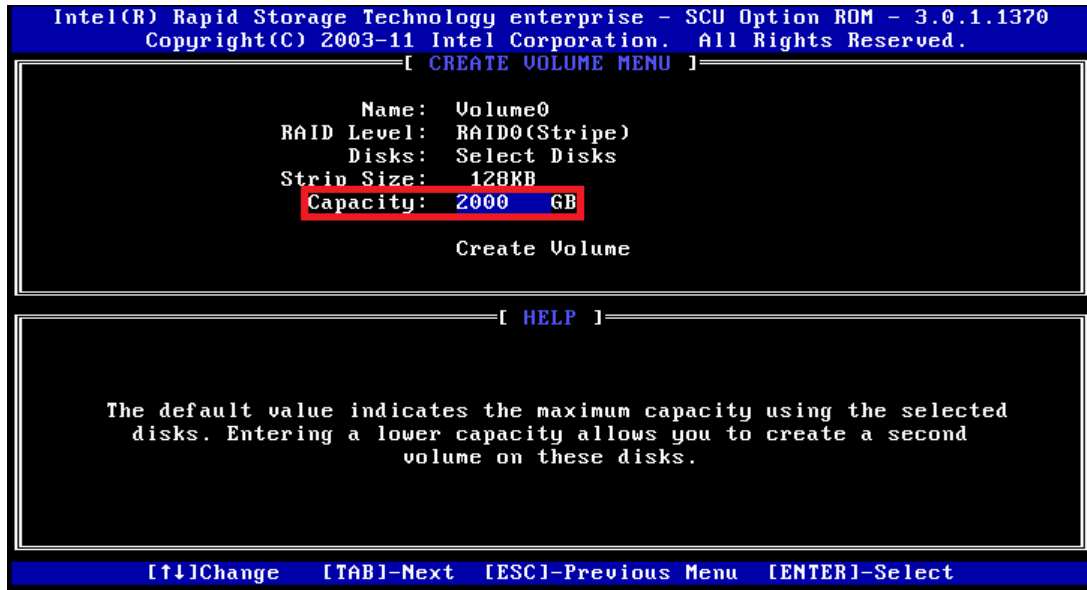 Intel(R) Rapid Storage Technology enterprise - SCU Option ROM - 3.0.1.1370
Copyright(C) 2003-11 Intel Corporation.  All Rights Reserved.
[ CREATE VOLUME MENU ]
Name: Volume0
RAID Level: RAID0(Stripe)
Disks: Select Disks
Strip Size: 128KB
Capacity: 2000 GB
Create Volume
[ HELP ]
The default value indicates the maximum capacity using the selected
disks. Entering a lower capacity allows you to create a second
volume on these disks.
[↑↓]Change [TAB]-Next [ESC]-Previous Menu [ENTER]-Select